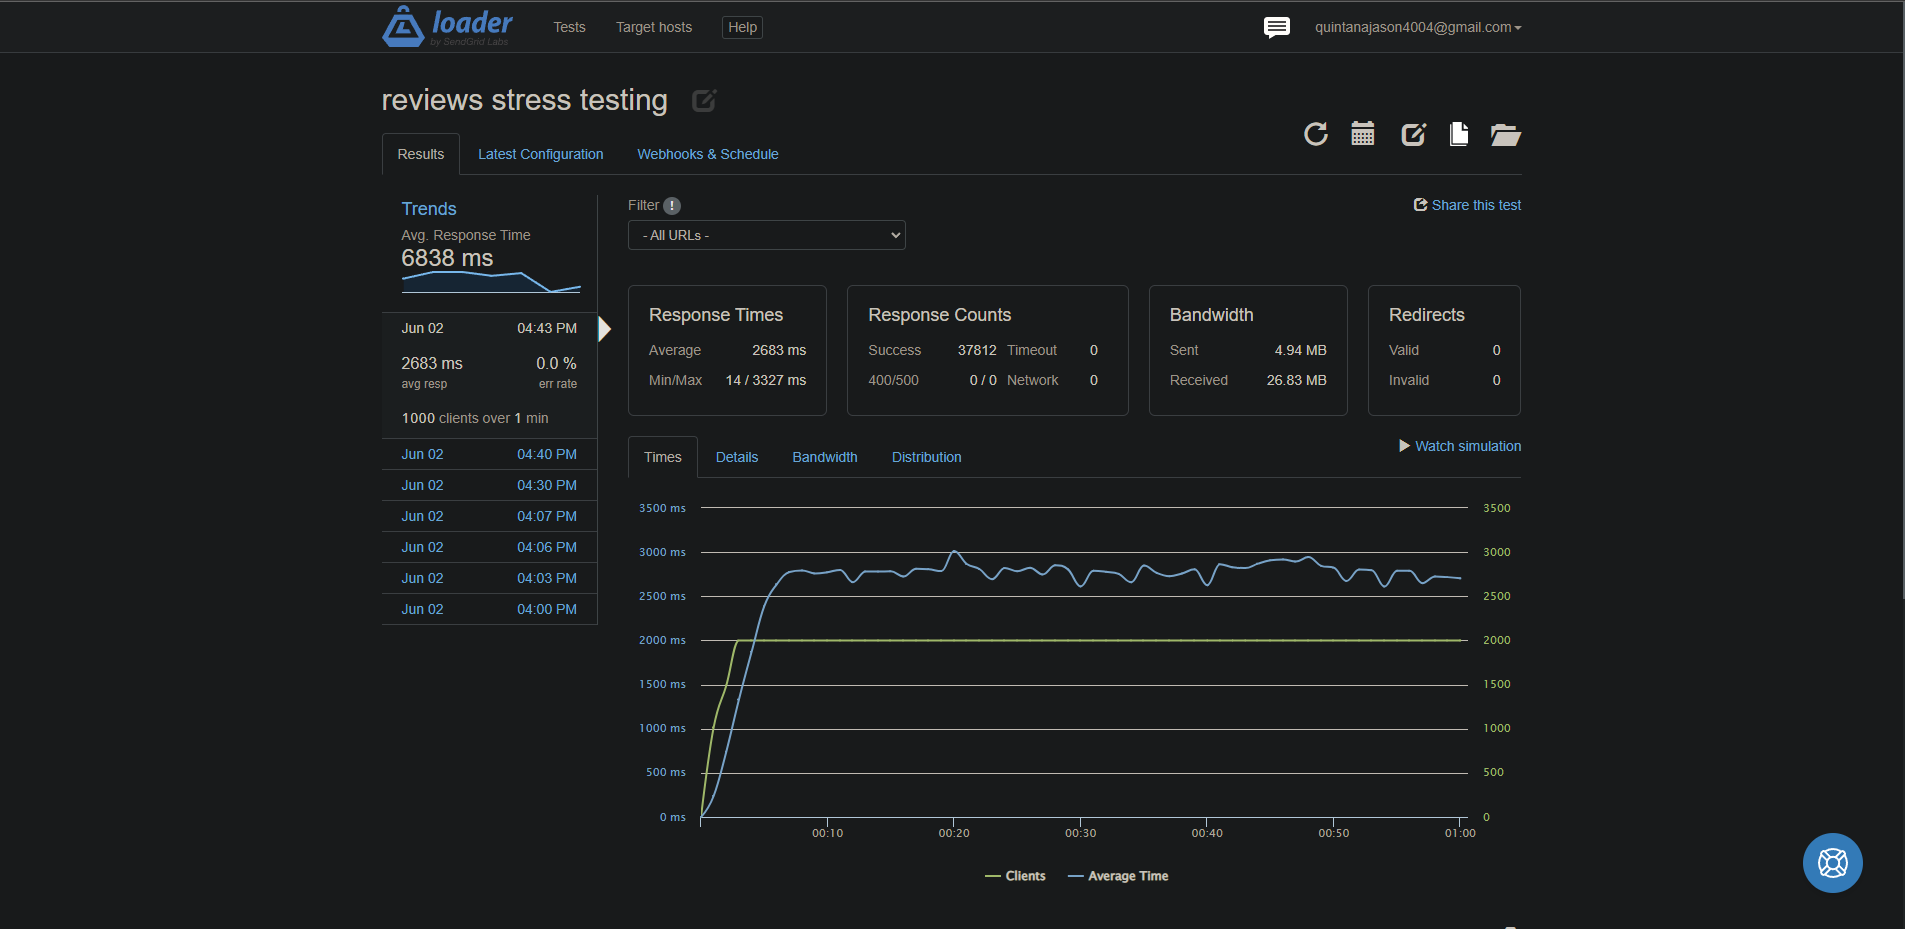 loader
by SendGrid Labs
Tests Target hosts Help
quintanajason4004@gmail.com
reviews stress testing
Results Latest Configuration Webhooks & Schedule
Trends
Avg. Response Time
6838 ms
Jun 02 04:43 PM
2683 ms 0.0 %
avg resp err rate
1000 clients over 1 min
Jun 02 04:40 PM
Jun 02 04:30 PM
Jun 02 04:07 PM
Jun 02 04:06 PM
Jun 02 04:03 PM
Jun 02 04:00 PM
Filter !
Share this test
- All URLs -
Response Times
Average 2683 ms
Min/Max 14 / 3327 ms
Response Counts
Success 37812 Timeout 0
400/500 0 / 0 Network 0
Bandwidth
Sent 4.94 MB
Received 26.83 MB
Redirects
Valid 0
Invalid 0
Times Details Bandwidth Distribution
Watch simulation
3500 ms 3500
3000 ms 3000
2500 ms 2500
2000 ms 2000
1500 ms 1500
1000 ms 1000
500 ms 500
0 ms 0
00:10 00:20 00:30 00:40 00:50 01:00
Clients Average Time